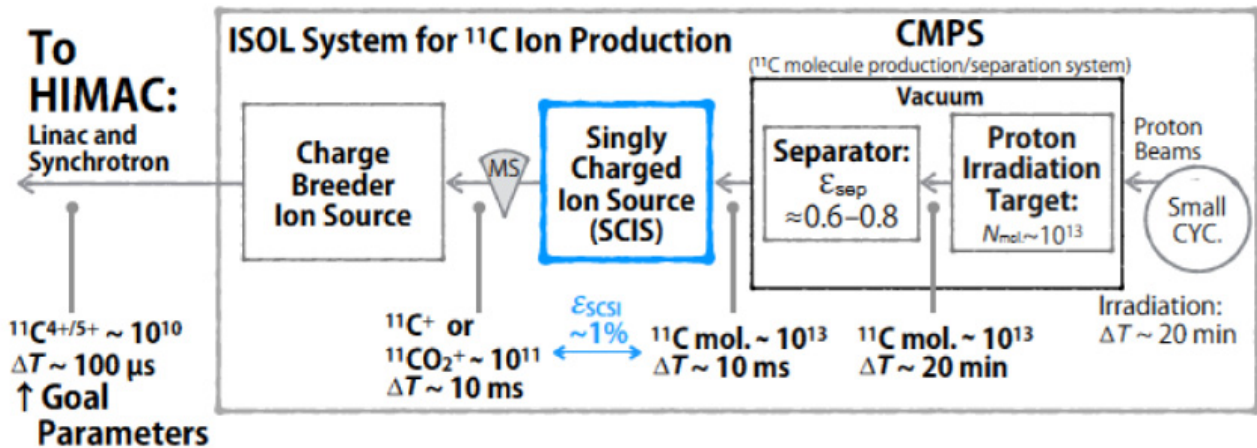 To
HIMAC:
Linac and
Synchrotron
ISOL System for ¹¹C Ion Production
CMPS
(¹¹C molecule production/separation system)
Vacuum
Charge
Breeder
Ion Source
MS
Singly
Charged
Ion Source
(SCIS)
Separator:
εsep
≈0.6–0.8
Proton
Irradiation
Target:
Nmol.~10¹³
Proton
Beams
Small
CYC.
¹¹C⁴⁺/⁵⁺ ~ 10¹⁰
ΔT ~ 100 µs
↑ Goal
Parameters
¹¹C⁺ or
¹¹CO₂⁺ ~ 10¹¹
ΔT ~ 10 ms
εSCSI
~1%
¹¹C mol. ~ 10¹³
ΔT ~ 10 ms
¹¹C mol. ~ 10¹³
ΔT ~ 20 min
Irradiation:
ΔT ~ 20 min